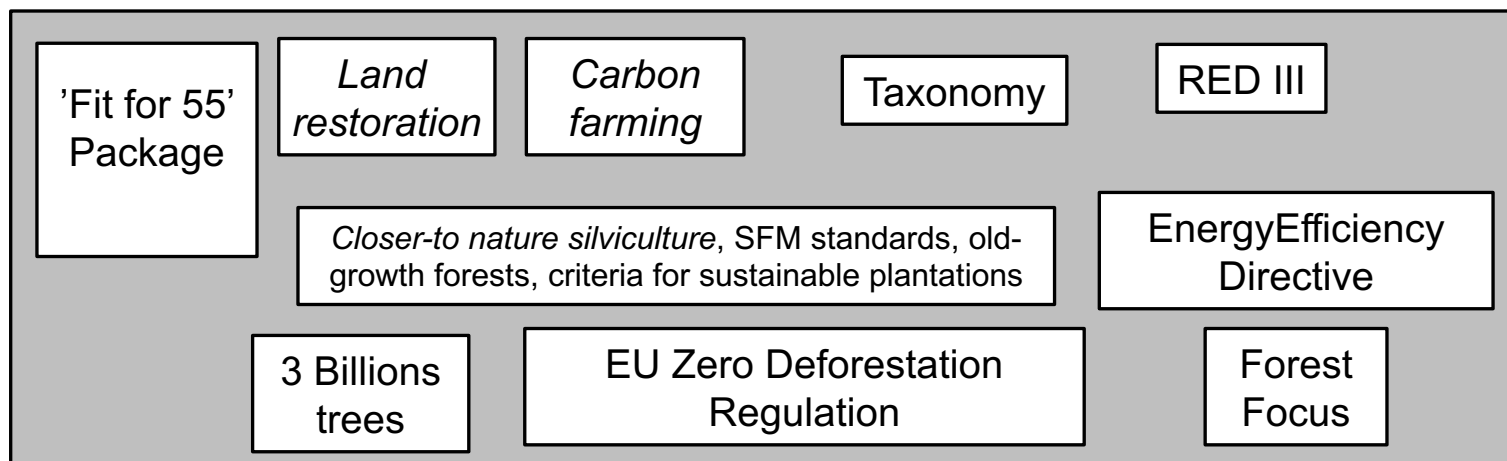 ’Fit for 55’
Package
Land
restoration
Carbon
farming
Taxonomy
RED III
Closer-to nature silviculture, SFM standards, old-
growth forests, criteria for sustainable plantations
EnergyEfficiency
Directive
3 Billions
trees
EU Zero Deforestation
Regulation
Forest
Focus